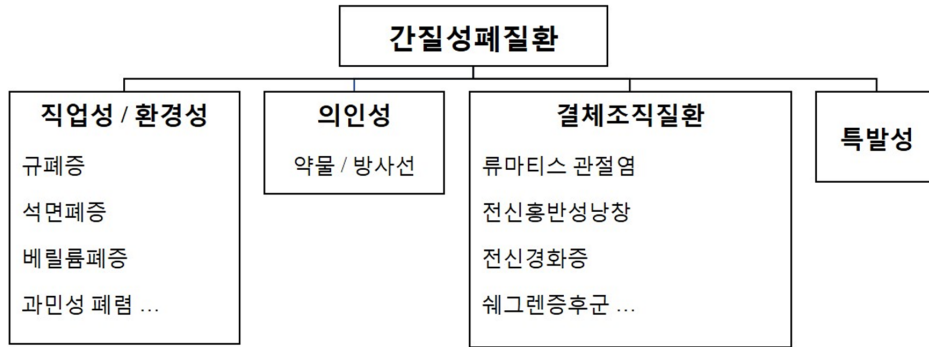 간질성폐질환
직업성 / 환경성
규폐증
석면폐증
베릴륨폐증
과민성 폐렴 ...
의인성
약물 / 방사선
결체조직질환
류마티스 관절염
전신홍반성낭창
전신경화증
쉐그렌증후군 ...
특발성